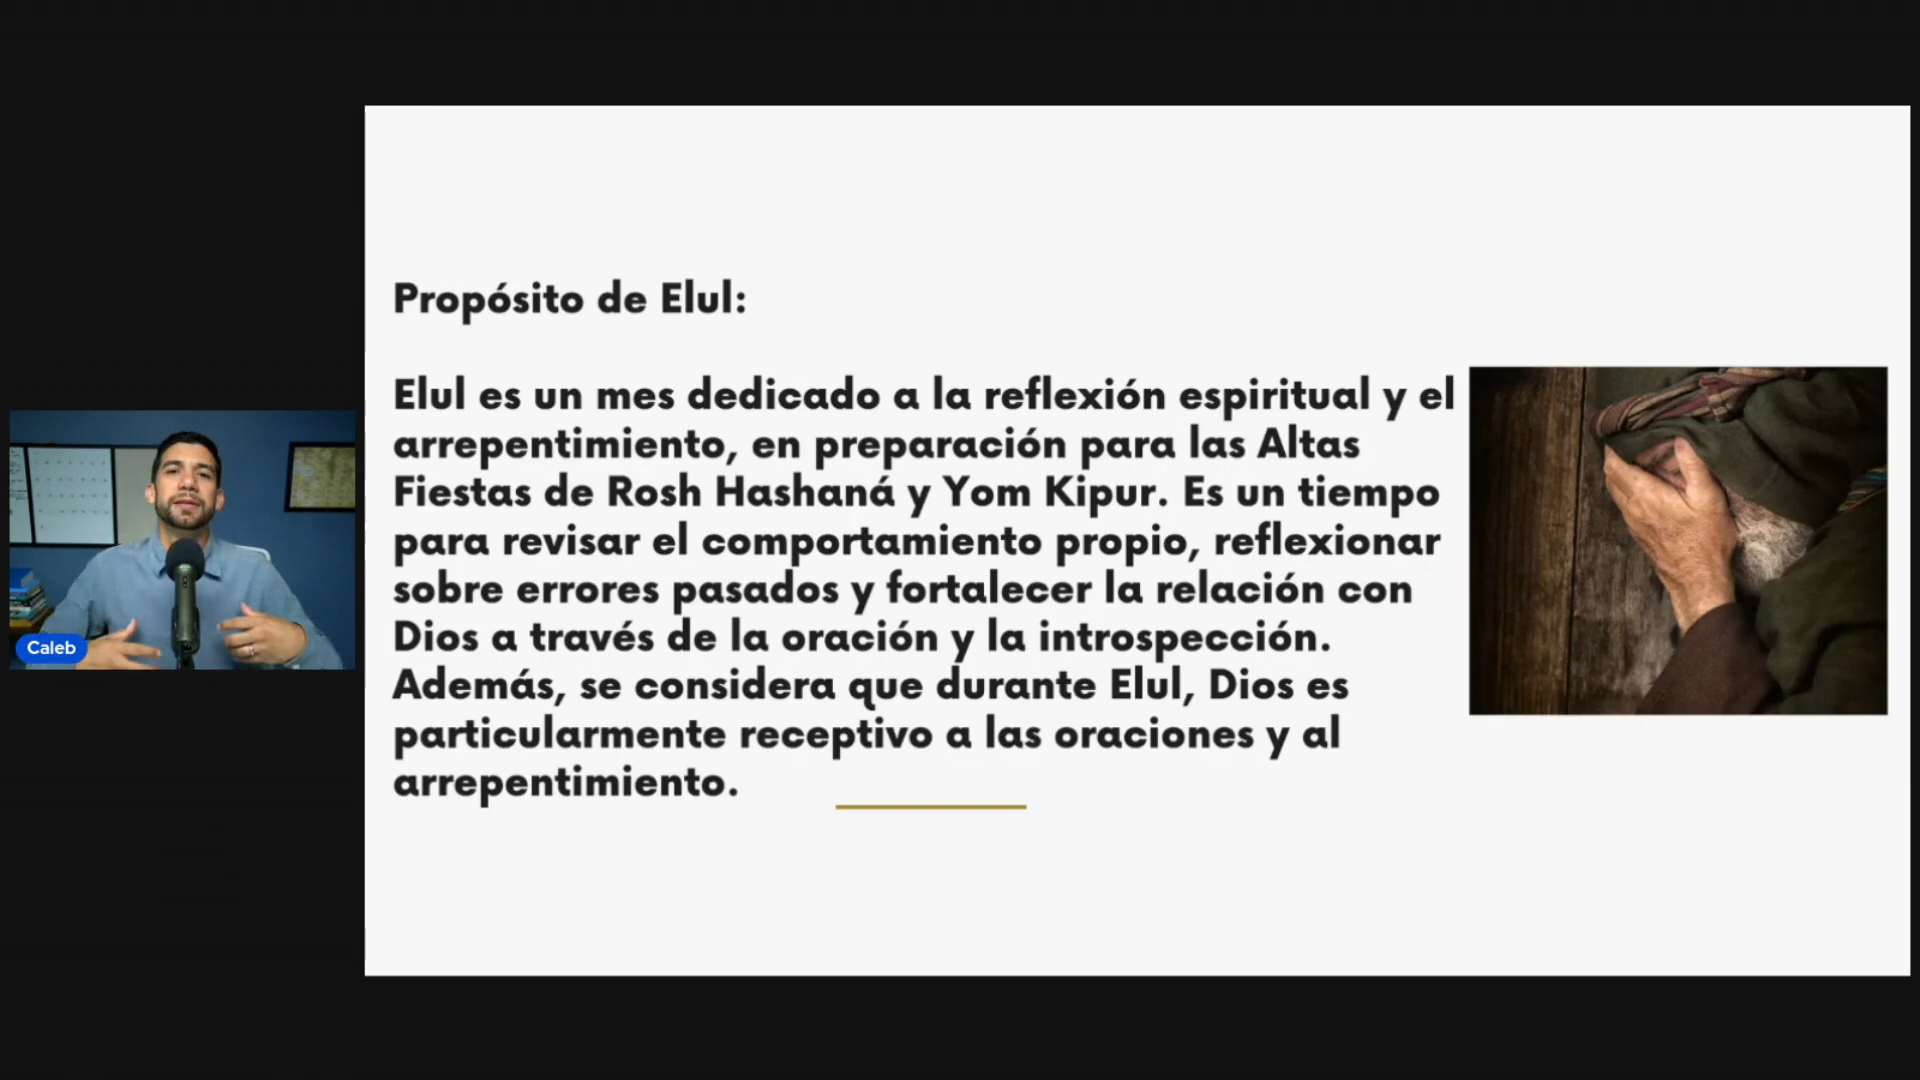 Propósito de Elul:
Elul es un mes dedicado a la reflexión espiritual y el
arrepentimiento, en preparación para las Altas
Fiestas de Rosh Hashaná y Yom Kipur. Es un tiempo
para revisar el comportamiento propio, reflexionar
sobre errores pasados y fortalecer la relación con
Dios a través de la oración y la introspección.
Además, se considera que durante Elul, Dios es
particularmente receptivo a las oraciones y al
arrepentimiento.
Caleb